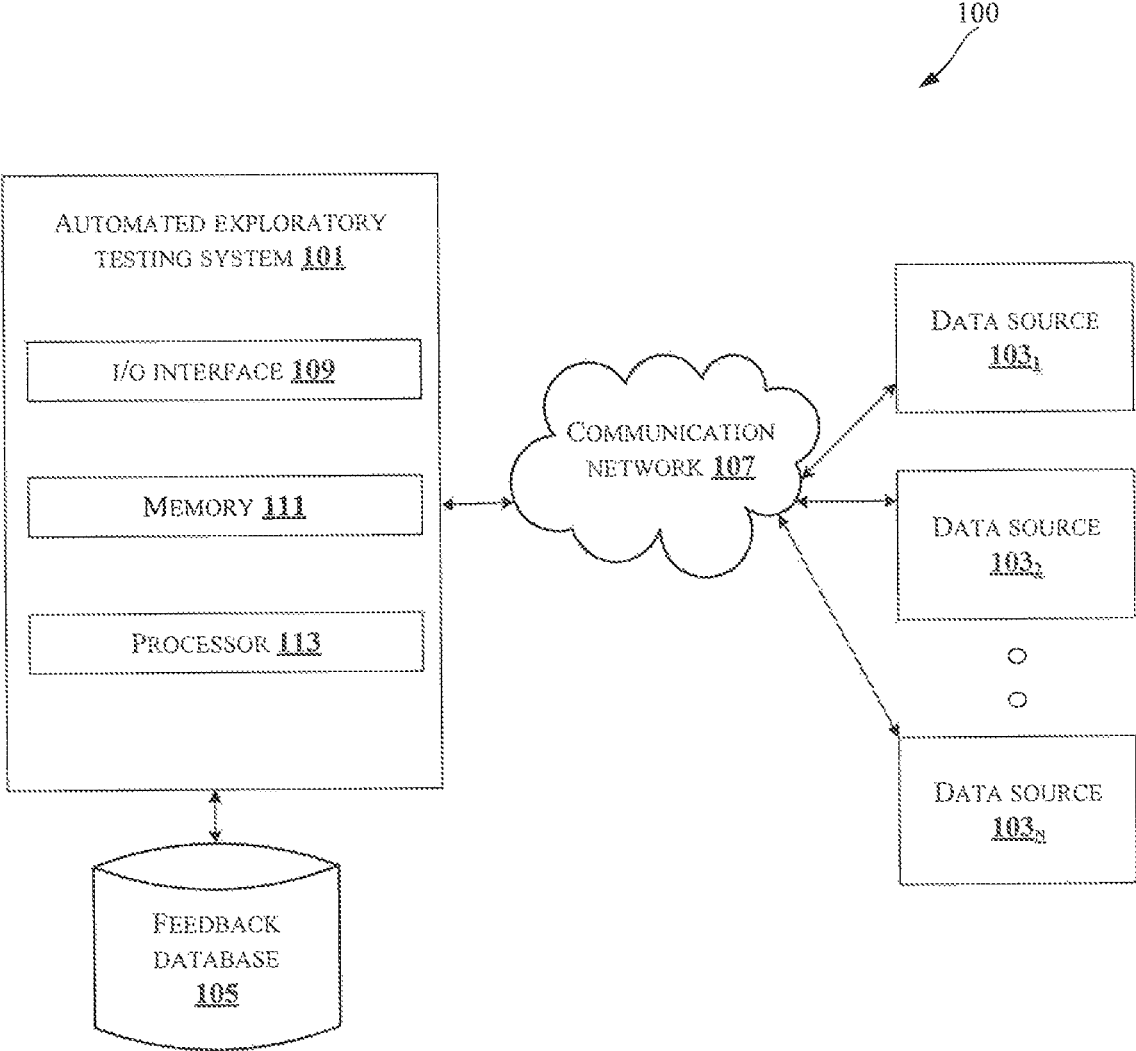 100
AUTOMATED EXPLORATORY
TESTING SYSTEM 101
I/O INTERFACE 109
MEMORY 111
PROCESSOR 113
FEEDBACK
DATABASE
105
COMMUNICATION
NETWORK 107
DATA SOURCE
103₁
DATA SOURCE
103₂
DATA SOURCE
103N